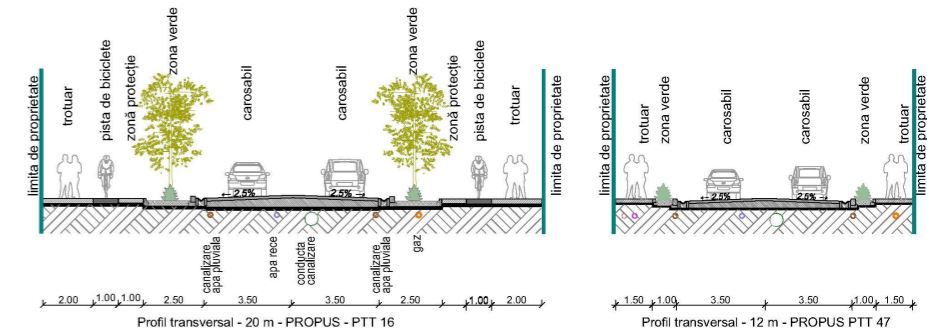 limita de proprietate
trotuar
pista de biciclete
zonă protecție
zona verde
carosabil
carosabil
zona verde
zonă protecție
pista de biciclete
trotuar
limita de proprietate
limita de proprietate
trotuar
zona verde
carosabil
carosabil
zona verde
trotuar
limita de proprietate
2.5% 2.5%
2.5% 2.5%
canalizare
apa pluviala
apa rece
conducta
canalizare
canalizare
apa pluviala
gaz
2.00 1.00 1.00 2.50 3.50 3.50 2.50 1.00 2.00
1.50 1.00 3.50 3.50 1.00 1.50
Profil transversal - 20 m - PROPUS - PTT 16
Profil transversal - 12 m - PROPUS PTT 47